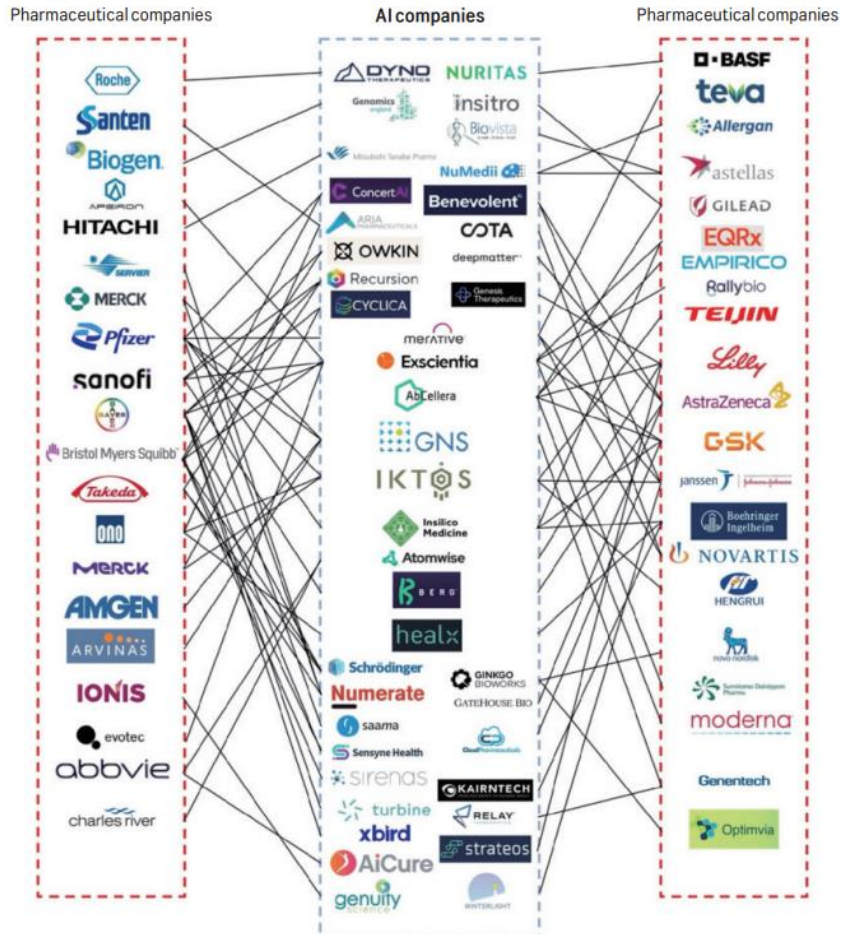 Pharmaceutical companies
AI companies
Pharmaceutical companies
Roche
Santen
Biogen
APEIRON
HITACHI
SERVIER
MERCK
Pfizer
sanofi
BAYER
Bristol Myers Squibb
Takeda
ono
MERCK
AMGEN
ARVINAS
IONIS
evotec
abbvie
charles river
DYNO
THERAPEUTICS
NURITAS
Genomics
england
insitro
Biovista
Mitsubishi Tanabe Pharma
NuMedii
ConcertAI
Benevolent
ARIA
PHARMACEUTICALS
COTA
OWKIN
deepmatter
Recursion
Genesis
Therapeutics
CYCLICA
merative
Exscientia
AbCellera
GNS
IKTOS
Insilico
Medicine
Atomwise
BERG
healx
Schrödinger
GINKGO
BIOWORKS
Numerate
GATEHOUSE BIO
saama
CloudPharmaceuticals
Sensyne Health
sirenas
KAIRNTECH
turbine
RELAY
xbird
strateos
AiCure
genuity
science
WINTERLIGHT
BASF
teva
Allergan
astellas
GILEAD
EQRx
EMPIRICO
Rallybio
TEIJIN
Lilly
AstraZeneca
GSK
janssen
Johnson & Johnson
Boehringer
Ingelheim
NOVARTIS
HENGRUI
novo nordisk
Sumitomo Dainippon
Pharma
moderna
Genentech
Optimvia